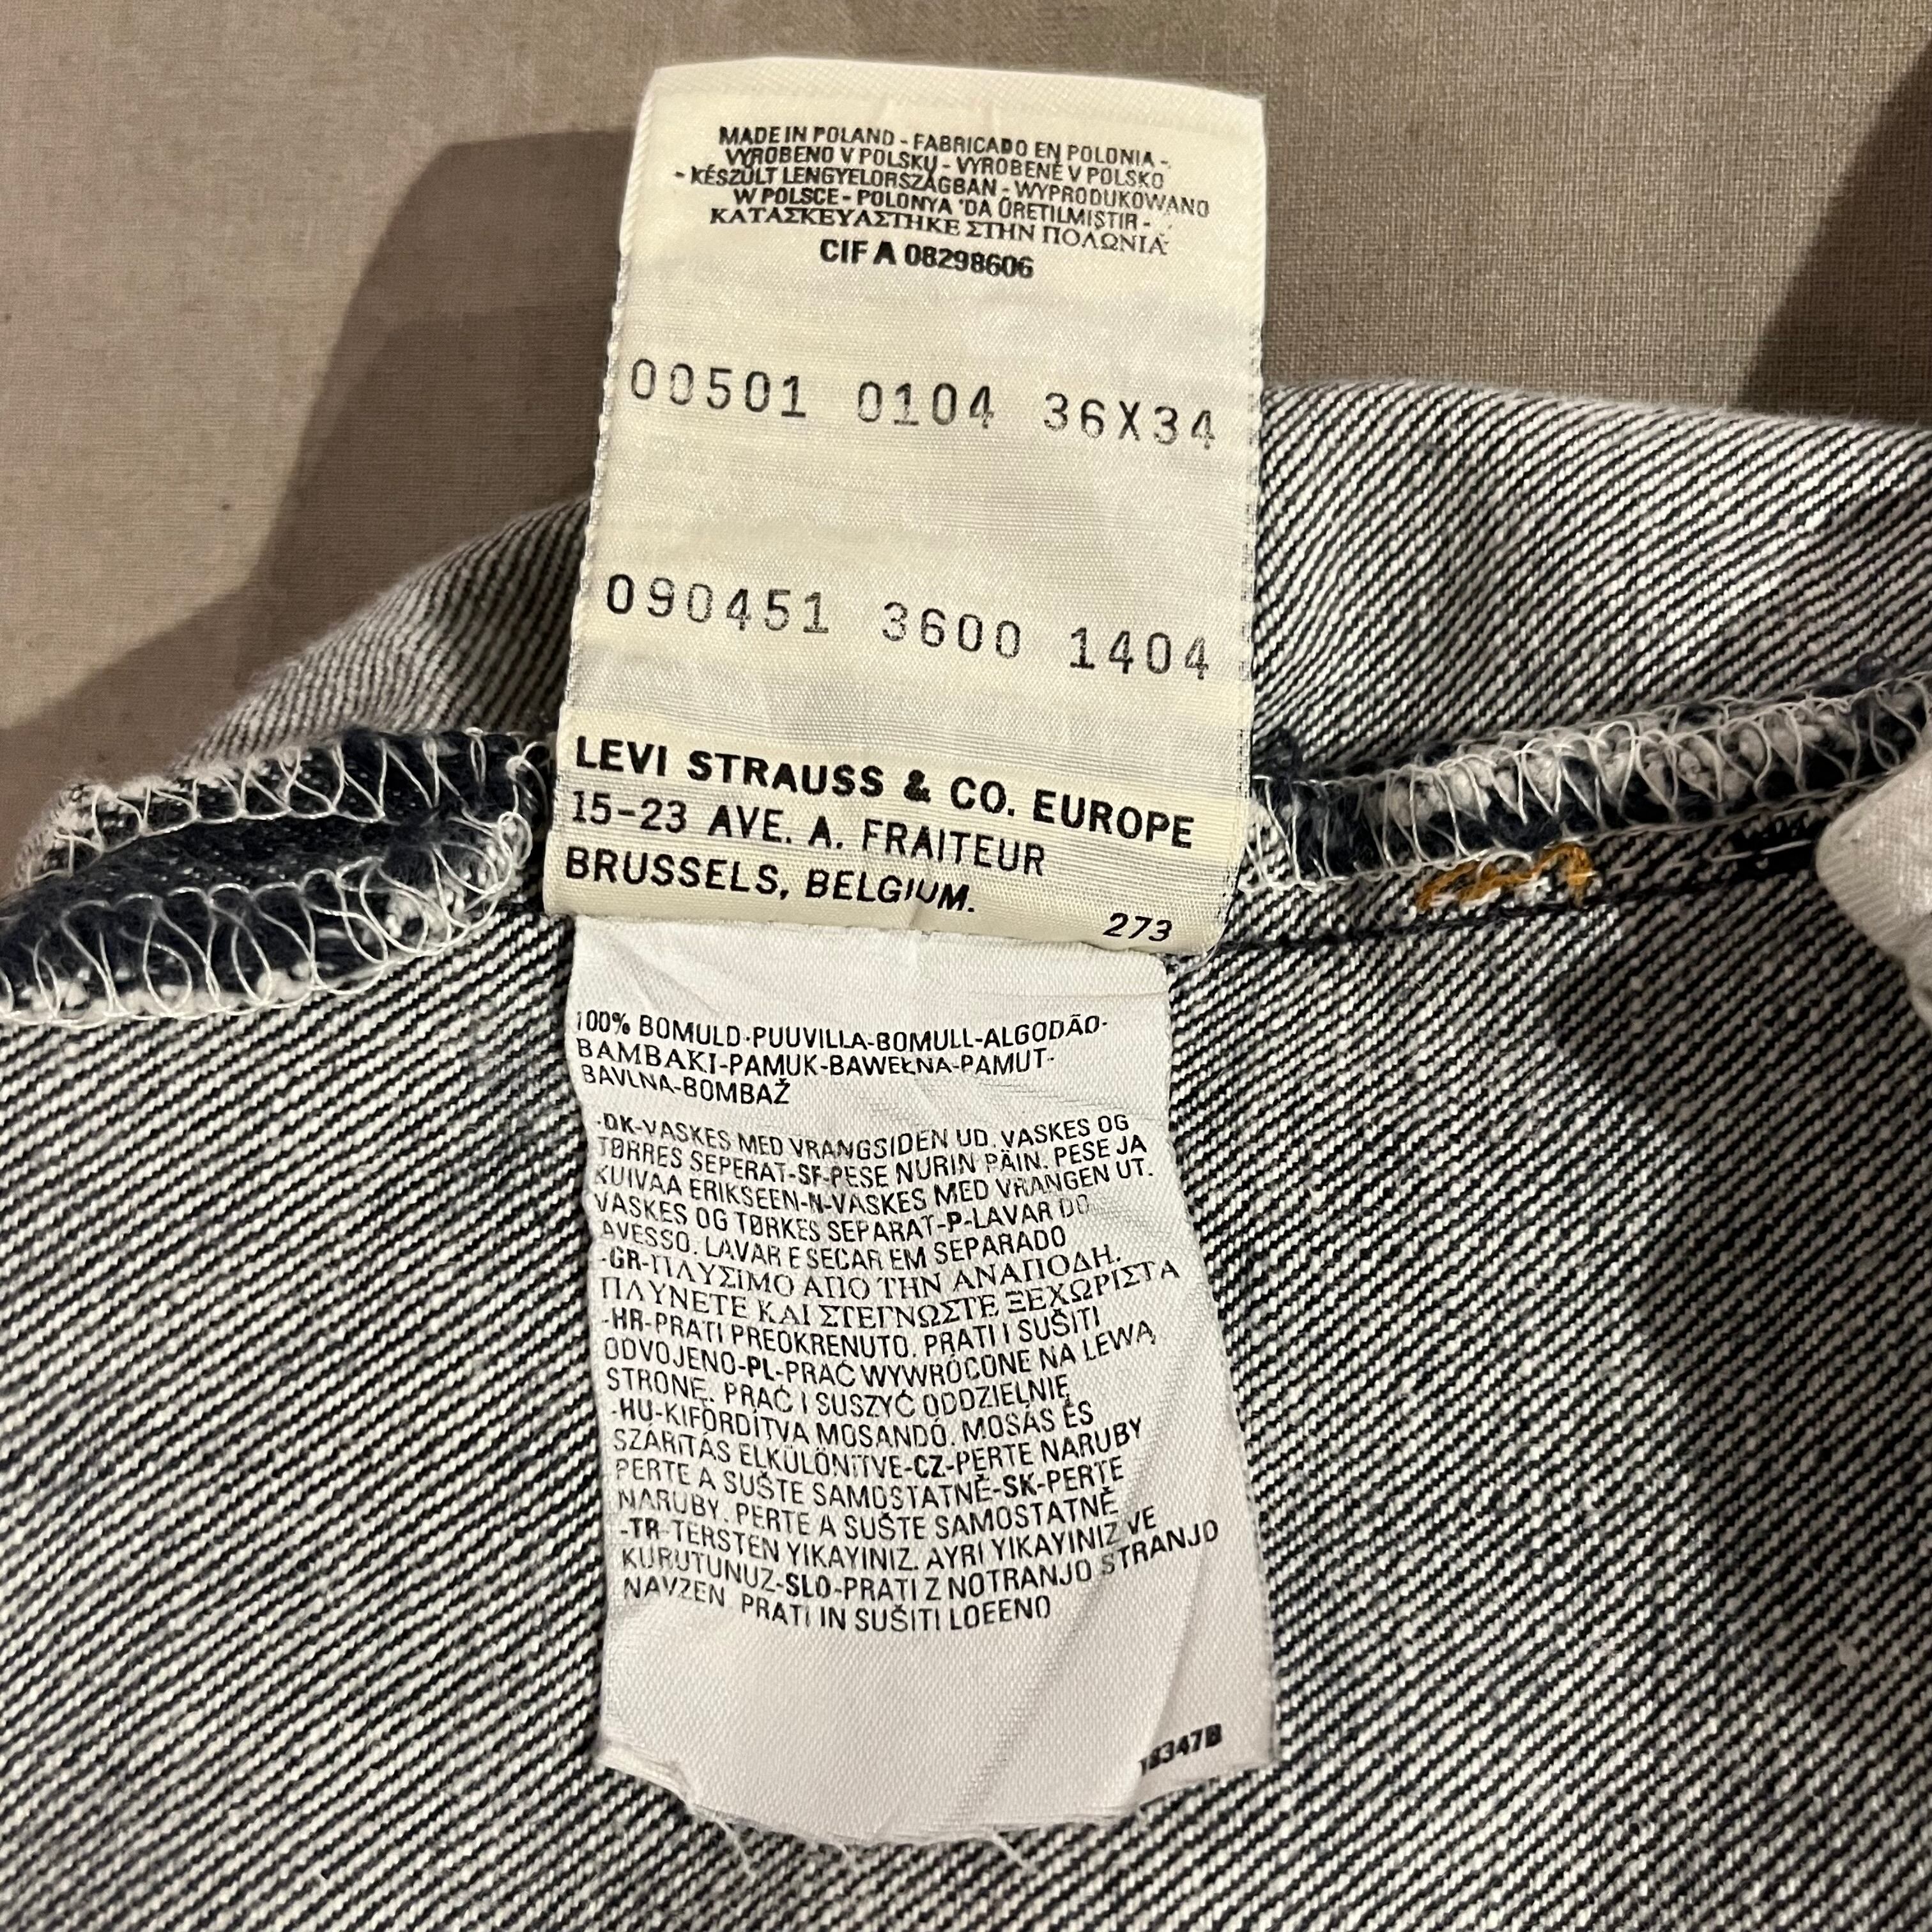 MADE IN POLAND - FABRICADO EN POLONIA -
VYROBENO V POLSKU - VYROBENÉ V POLSKO
- KÉSZÜLT LENGYELORSZÁGBAN - WYPRODUKOWANO
W POLSCE - POLONYA 'DA ÜRETILMISTIR -
ΚΑΤΑΣΚΕΥΑΣΤΗΚΕ ΣΤΗΝ ΠΟΛΩΝΙΑ
CIF A 08298606
00501 0104 36X34
090451 3600 1404
LEVI STRAUSS & CO. EUROPE
15-23 AVE. A. FRAITEUR
BRUSSELS, BELGIUM.
273
100% BOMULD-PUUVILLA-BOMULL-ALGODÃO-
BAMBAKI-PAMUK-BAWEŁNA-PAMUT-
BAVLNA-BOMBAŽ
-DK-VASKES MED VRANGSIDEN UD. VASKES OG
TØRRES SEPERAT-SF-PESE NURIN PÄIN. PESE JA
KUIVAA ERIKSEEN-N-VASKES MED VRANGEN UT.
VASKES OG TØRKES SEPARAT-P-LAVAR DO
AVESSO. LAVAR E SECAR EM SEPARADO
-GR-ΠΛΥΣΙΜΟ ΑΠΟ ΤΗΝ ΑΝΑΠΟΔΗ.
ΠΛΥΝΕΤΕ ΚΑΙ ΣΤΕΓΝΩΣΤΕ ΞΕΧΩΡΙΣΤΑ
-HR-PRATI PREOKRENUTO. PRATI I SUŠITI
ODVOJENO-PL-PRAĆ WYWRÓCONE NA LEWĄ
STRONĘ. PRAĆ I SUSZYĆ ODDZIELNIE
-HU-KIFORDÍTVA MOSANDÓ. MOSÁS ÉS
SZÁRITÁS ELKÜLÖNITVE-CZ-PERTE NARUBY
PERTE A SUŠTE SAMOSTATNĚ-SK-PERTE
NARUBY. PERTE A SUŠTE SAMOSTATNĚ
-TR-TERSTEN YIKAYINIZ. AYRI YIKAYINIZ VE
KURUTUNUZ-SLO-PRATI Z NOTRANJO STRANJO
NAVZEN. PRATI IN SUŠITI LOEENO